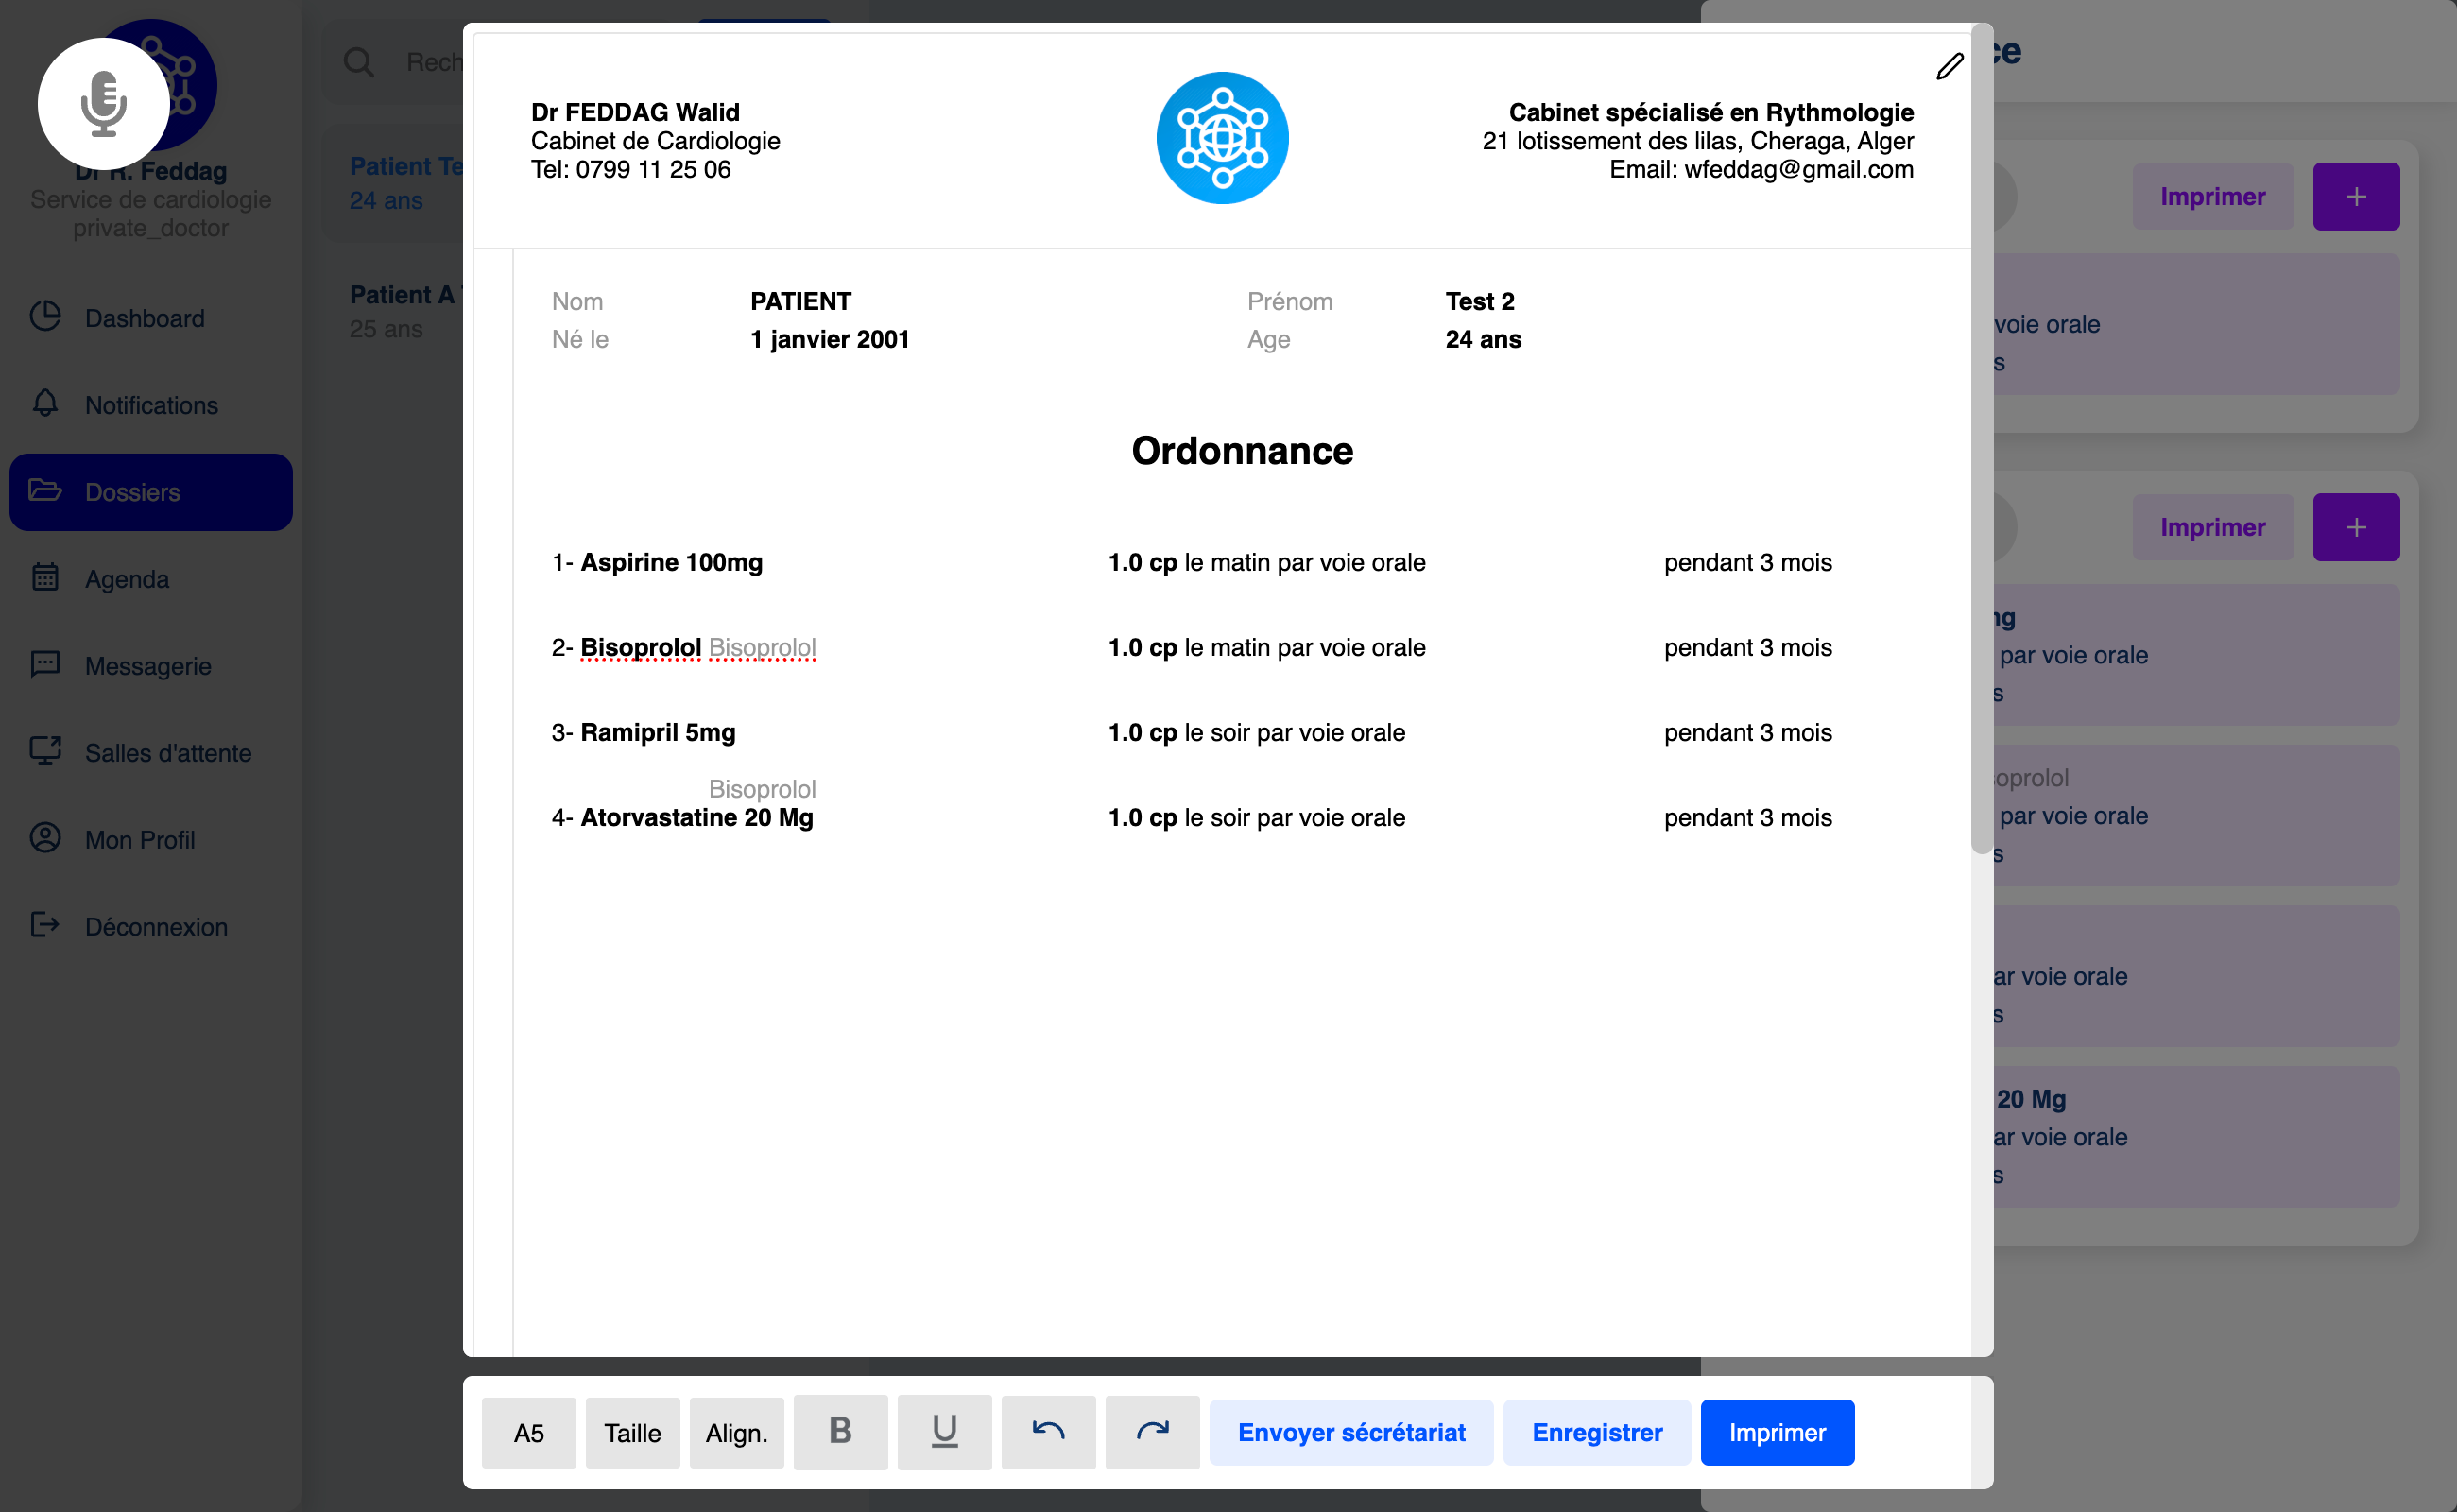 Rech
Dr R. Feddag
Service de cardiologie
private_doctor
Dashboard
Notifications
Dossiers
Agenda
Messagerie
Salles d'attente
Mon Profil
Déconnexion
Patient Te
24 ans
Patient A
25 ans
Dr FEDDAG Walid
Cabinet de Cardiologie
Tel: 0799 11 25 06
Cabinet spécialisé en Rythmologie
21 lotissement des lilas, Cheraga, Alger
Email: wfeddag@gmail.com
Nom PATIENT Prénom Test 2
Né le 1 janvier 2001 Age 24 ans
Ordonnance
1- Aspirine 100mg 1.0 cp le matin par voie orale pendant 3 mois
2- Bisoprolol Bisoprolol 1.0 cp le matin par voie orale pendant 3 mois
3- Ramipril 5mg 1.0 cp le soir par voie orale pendant 3 mois
Bisoprolol
4- Atorvastatine 20 Mg 1.0 cp le soir par voie orale pendant 3 mois
A5 Taille Align. B U Envoyer sécrétariat Enregistrer Imprimer
ce
Imprimer +
voie orale
s
Imprimer +
mg
par voie orale
s
soprolol
par voie orale
s
ar voie orale
s
20 Mg
ar voie orale
s